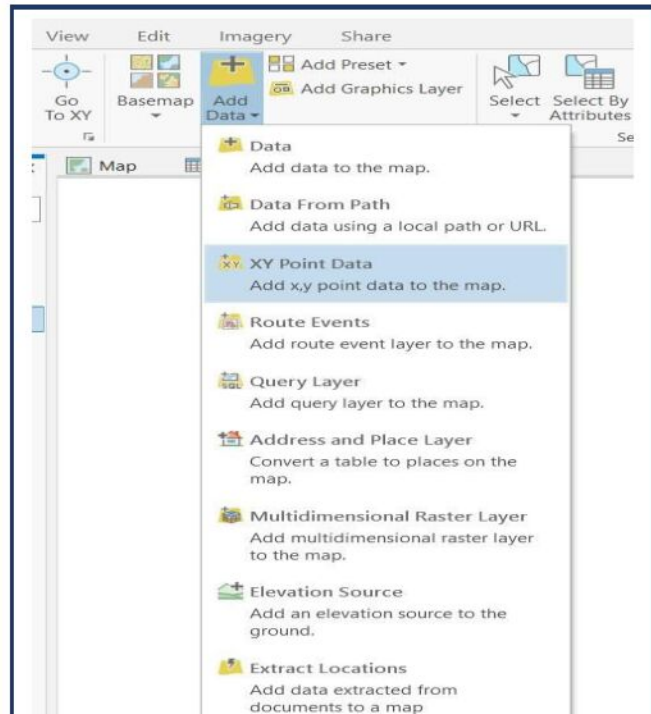 View Edit Imagery Share
Go To XY
Basemap
Add Data
Add Preset
Add Graphics Layer
Select
Select By Attributes
Se
Map
Data
Add data to the map.
Data From Path
Add data using a local path or URL.
XY Point Data
Add x,y point data to the map.
Route Events
Add route event layer to the map.
Query Layer
Add query layer to the map.
Address and Place Layer
Convert a table to places on the
map.
Multidimensional Raster Layer
Add multidimensional raster layer
to the map.
Elevation Source
Add an elevation source to the
ground.
Extract Locations
Add data extracted from
documents to a map